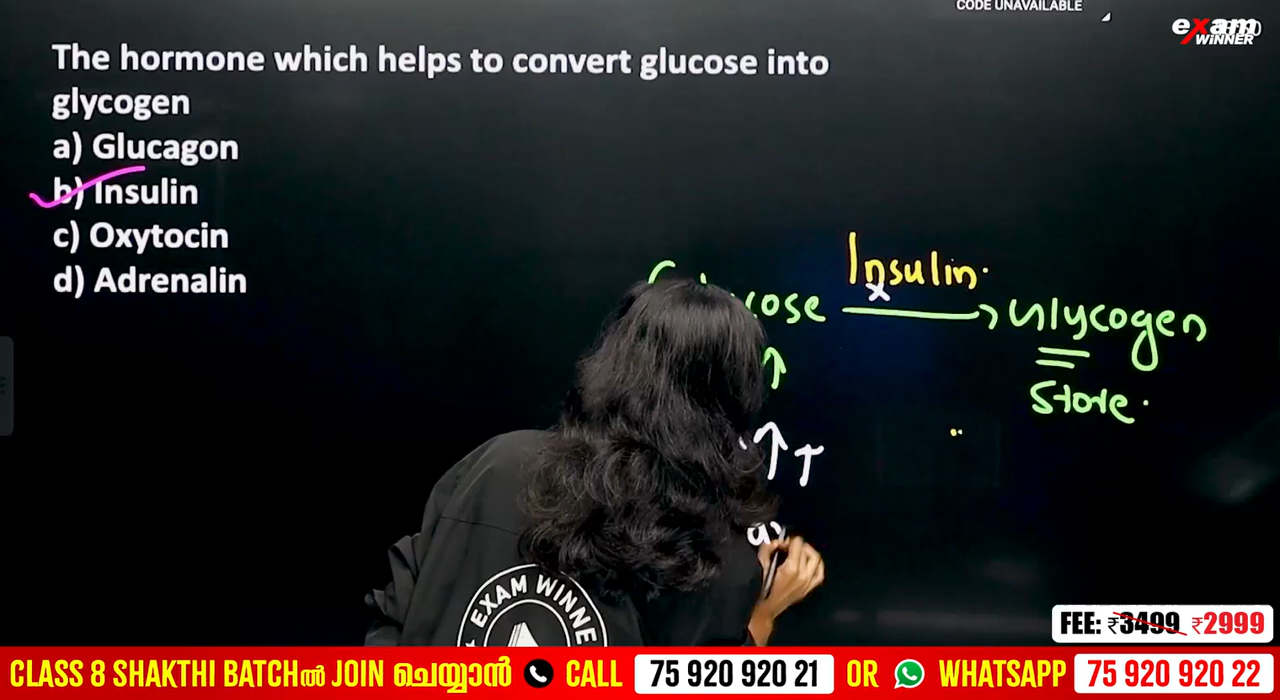 CODE UNAVAILABLE
exam
WiNNER
The hormone which helps to convert glucose into
glycogen
a) Glucagon
b) Insulin
c) Oxytocin
d) Adrenalin
Insulin.
Glycogen
Store.
EXAM WINNE
FEE: ₹3499 ₹2999
CLASS 8 SHAKTHI BATCHൽ JOIN ചെയ്യാൻ CALL 75 920 920 21 OR WHATSAPP 75 920 920 22